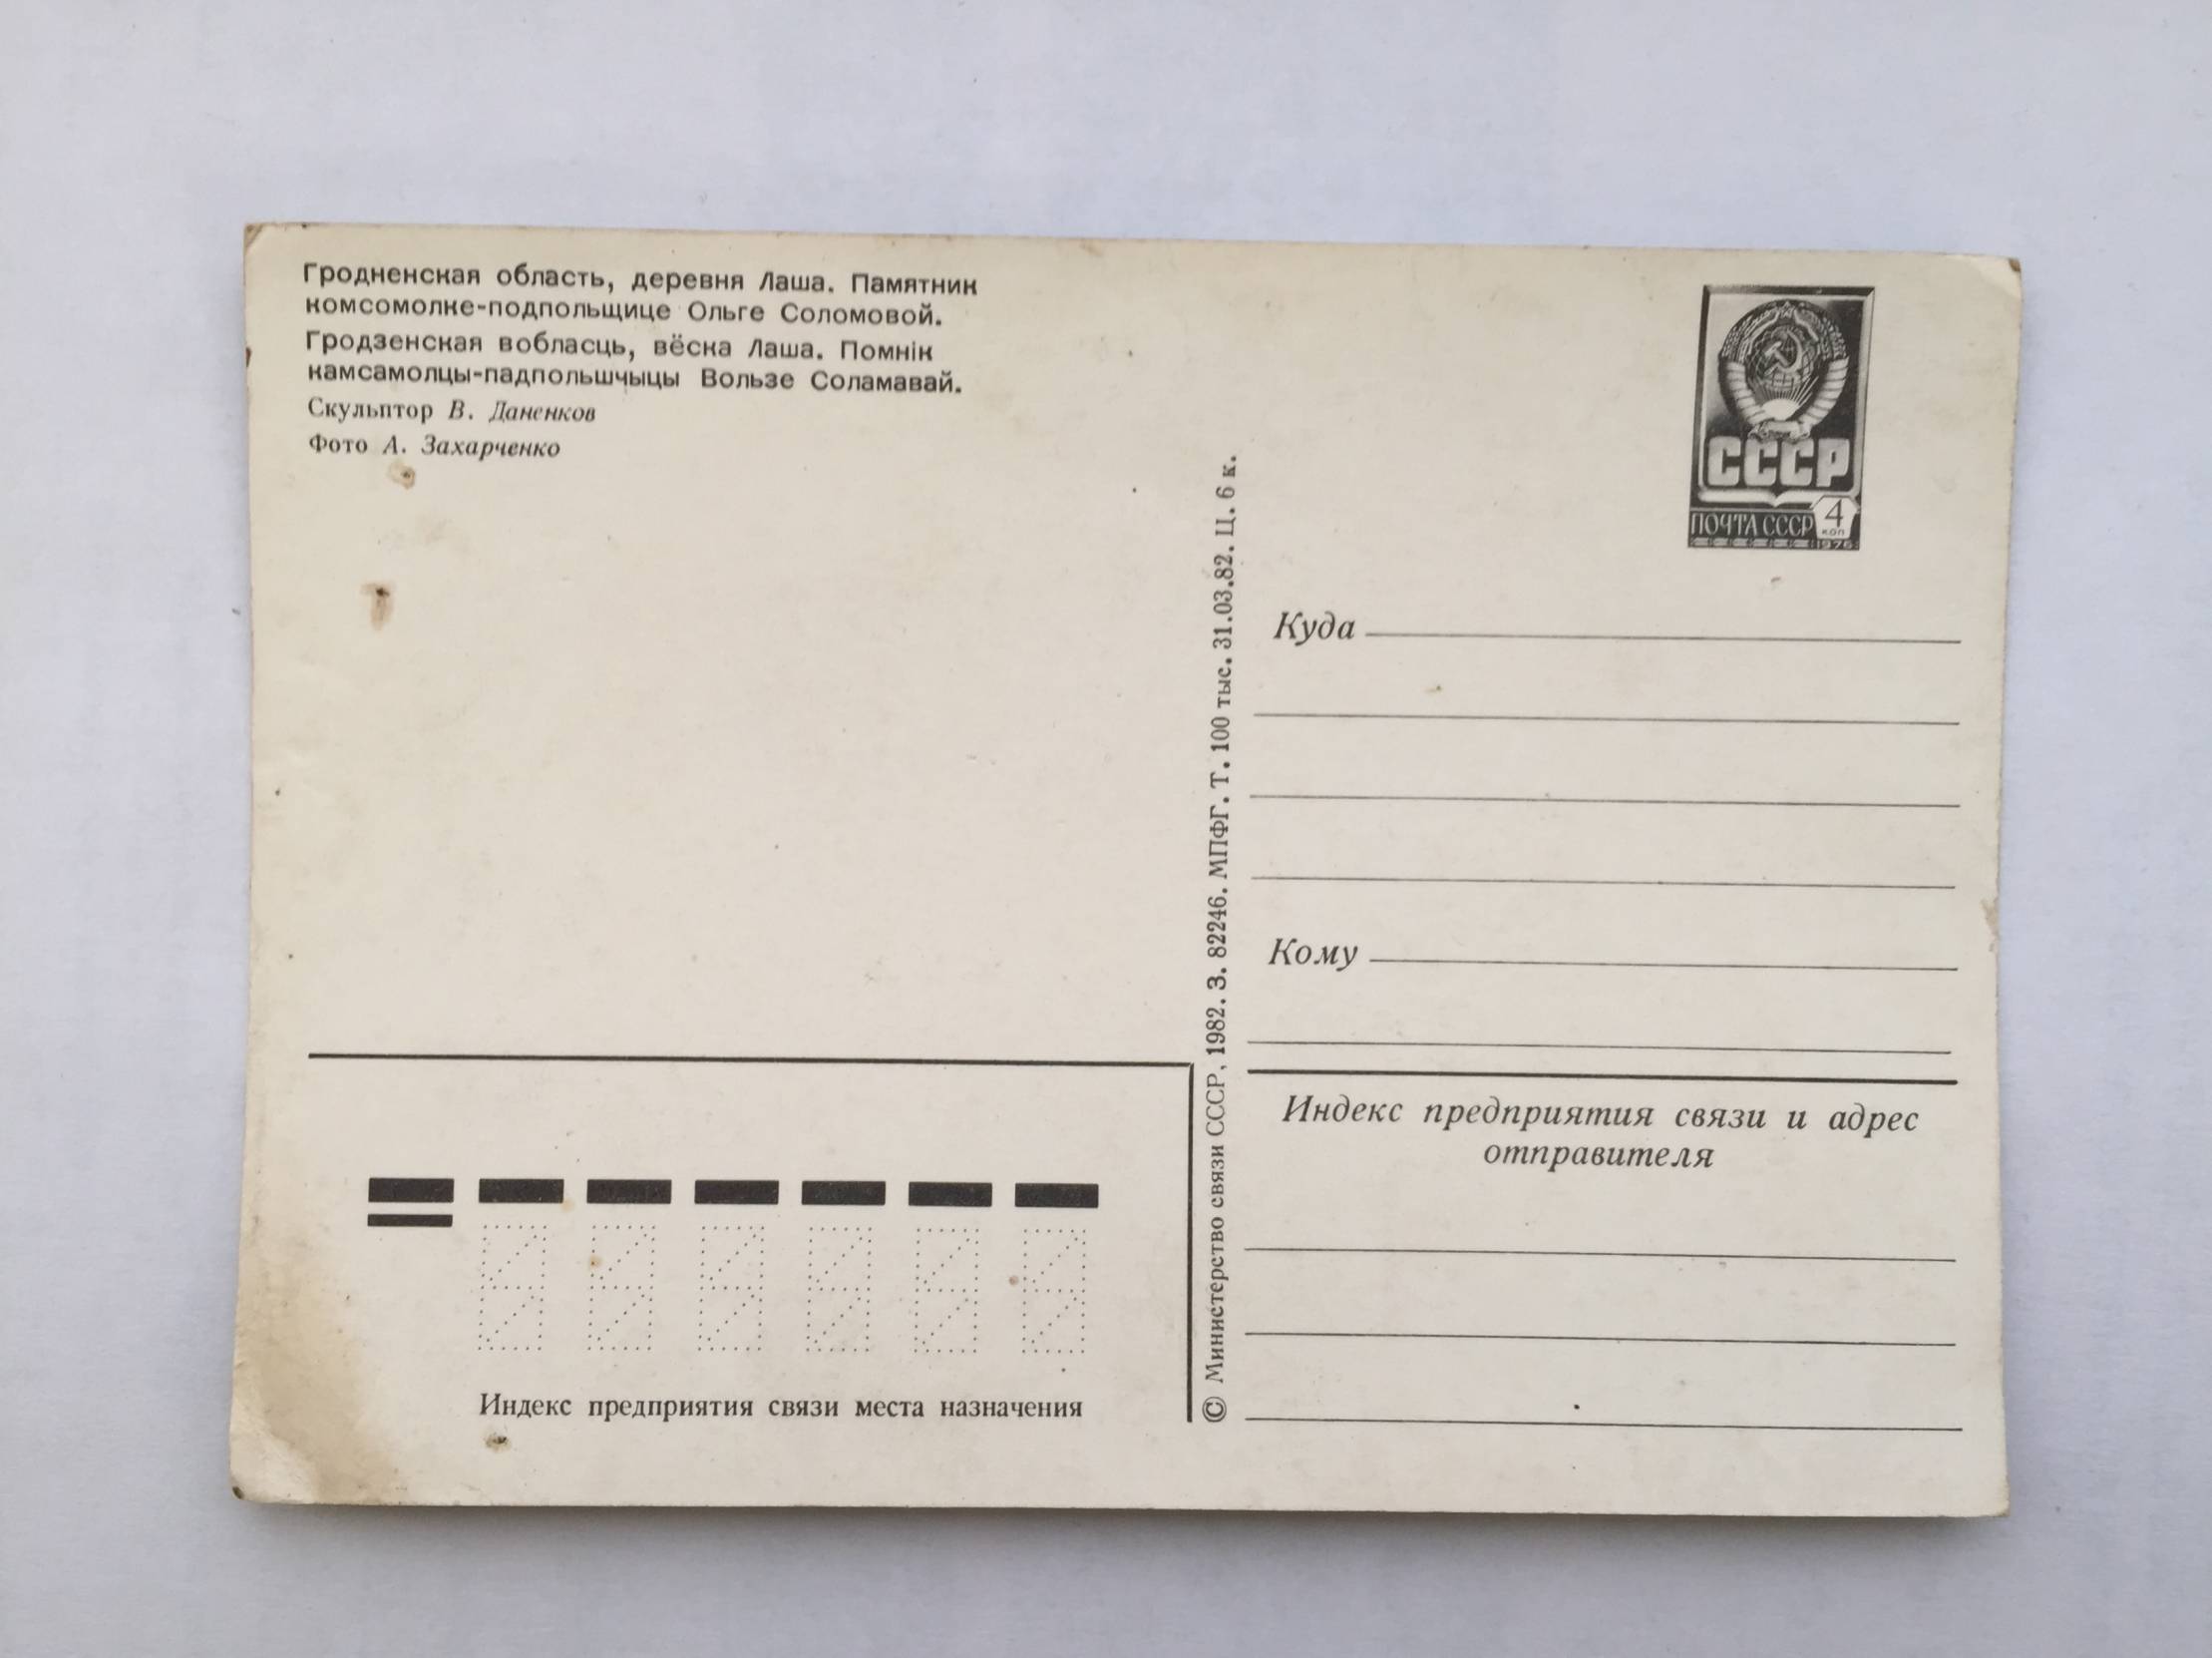 Гродненская область, деревня Лаша. Памятник
комсомолке-подпольщице Ольге Соломовой.
Гродзенская вобласць, вёска Лаша. Помнік
камсамолцы-падпольшчыцы Вользе Соламавай.
Скульптор В. Даненков
Фото А. Захарченко
СССР
ПОЧТА СССР 4
коп
1976
© Министерство связи СССР, 1982. З. 82246. МПФГ. Т. 100 тыс. 31.03.82. Ц. 6 к.
Куда
Кому
Индекс предприятия связи и адрес
отправителя
Индекс предприятия связи места назначения